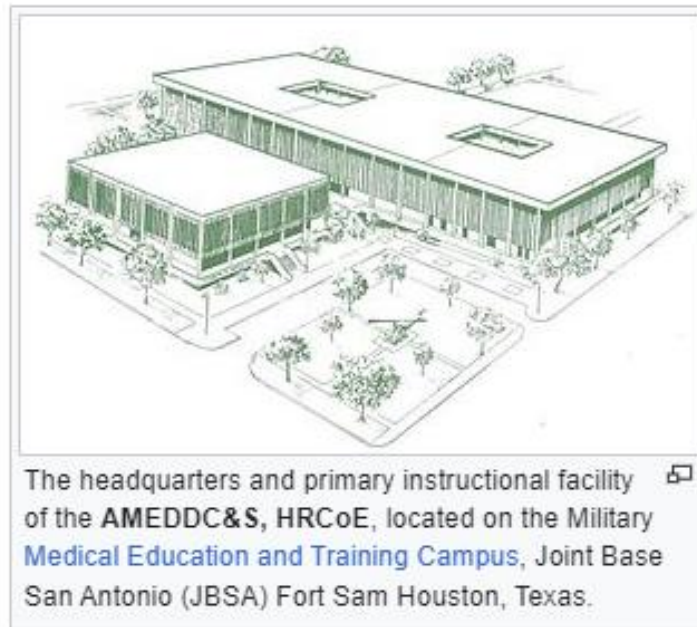 The headquarters and primary instructional facility
of the AMEDDC&S, HRCoE, located on the Military
Medical Education and Training Campus, Joint Base
San Antonio (JBSA) Fort Sam Houston, Texas.